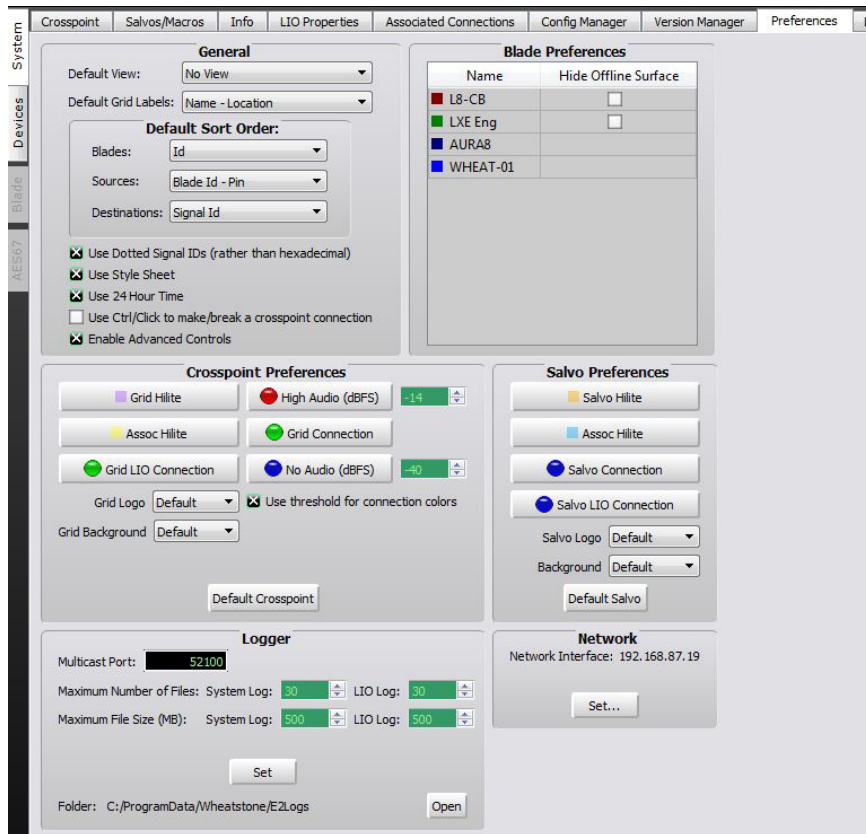 Crosspoint Salvos/Macros Info LIO Properties Associated Connections Config Manager Version Manager Preferences
System
Devices
Blade
AES67
General
Default View: No View
Default Grid Labels: Name - Location
Default Sort Order:
Blades: Id
Sources: Blade Id - Pin
Destinations: Signal Id
Use Dotted Signal IDs (rather than hexadecimal)
Use Style Sheet
Use 24 Hour Time
Use Ctrl/Click to make/break a crosspoint connection
Enable Advanced Controls
Blade Preferences
Name Hide Offline Surface
L8-CB
LXE Eng
AURA8
WHEAT-01
Crosspoint Preferences
Grid Hilite High Audio (dBFS) -14
Assoc Hilite Grid Connection
Grid LIO Connection No Audio (dBFS) -40
Grid Logo Default Use threshold for connection colors
Grid Background Default
Default Crosspoint
Salvo Preferences
Salvo Hilite
Assoc Hilite
Salvo Connection
Salvo LIO Connection
Salvo Logo Default
Background Default
Default Salvo
Logger
Multicast Port: 52100
Maximum Number of Files: System Log: 30 LIO Log: 30
Maximum File Size (MB): System Log: 500 LIO Log: 500
Set
Folder: C:/ProgramData/Wheatstone/E2Logs Open
Network
Network Interface: 192.168.87.19
Set...